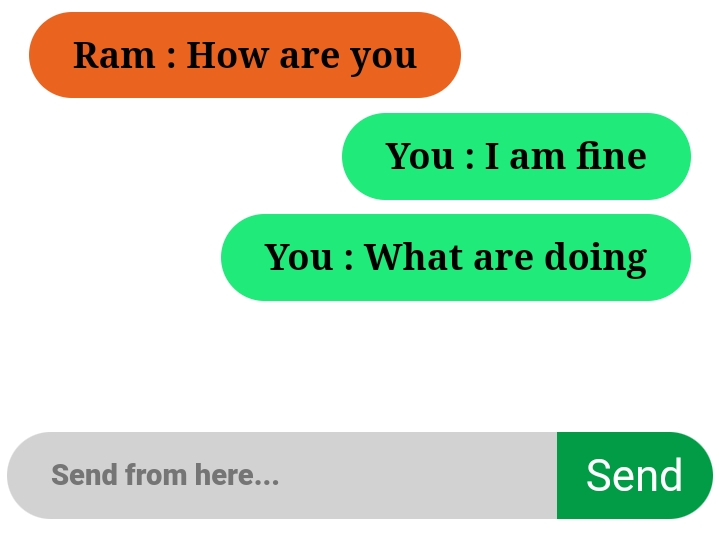 Ram : How are you
You : I am fine
You : What are doing
Send from here...
Send